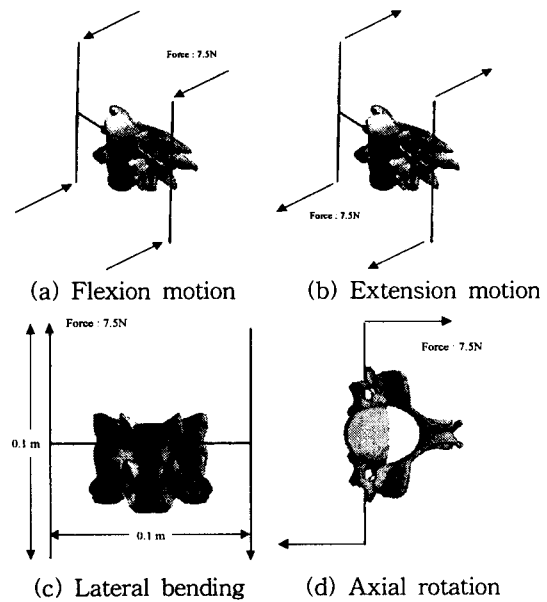 Force : 7.5N
Force : 7.5N
(a) Flexion motion
(b) Extension motion
Force : 7.5N
Force : 7.5N
0.1 m
0.1 m
(c) Lateral bending
(d) Axial rotation